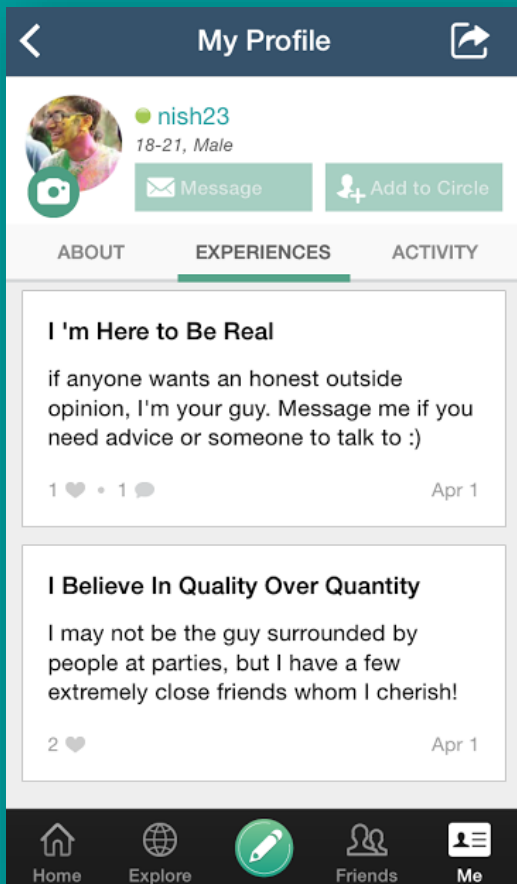 My Profile
nish23
18-21, Male
Message
Add to Circle
ABOUT
EXPERIENCES
ACTIVITY
I 'm Here to Be Real
if anyone wants an honest outside
opinion, I'm your guy. Message me if you
need advice or someone to talk to :)
1 • 1
Apr 1
I Believe In Quality Over Quantity
I may not be the guy surrounded by
people at parties, but I have a few
extremely close friends whom I cherish!
2
Apr 1
Home
Explore
Friends
Me